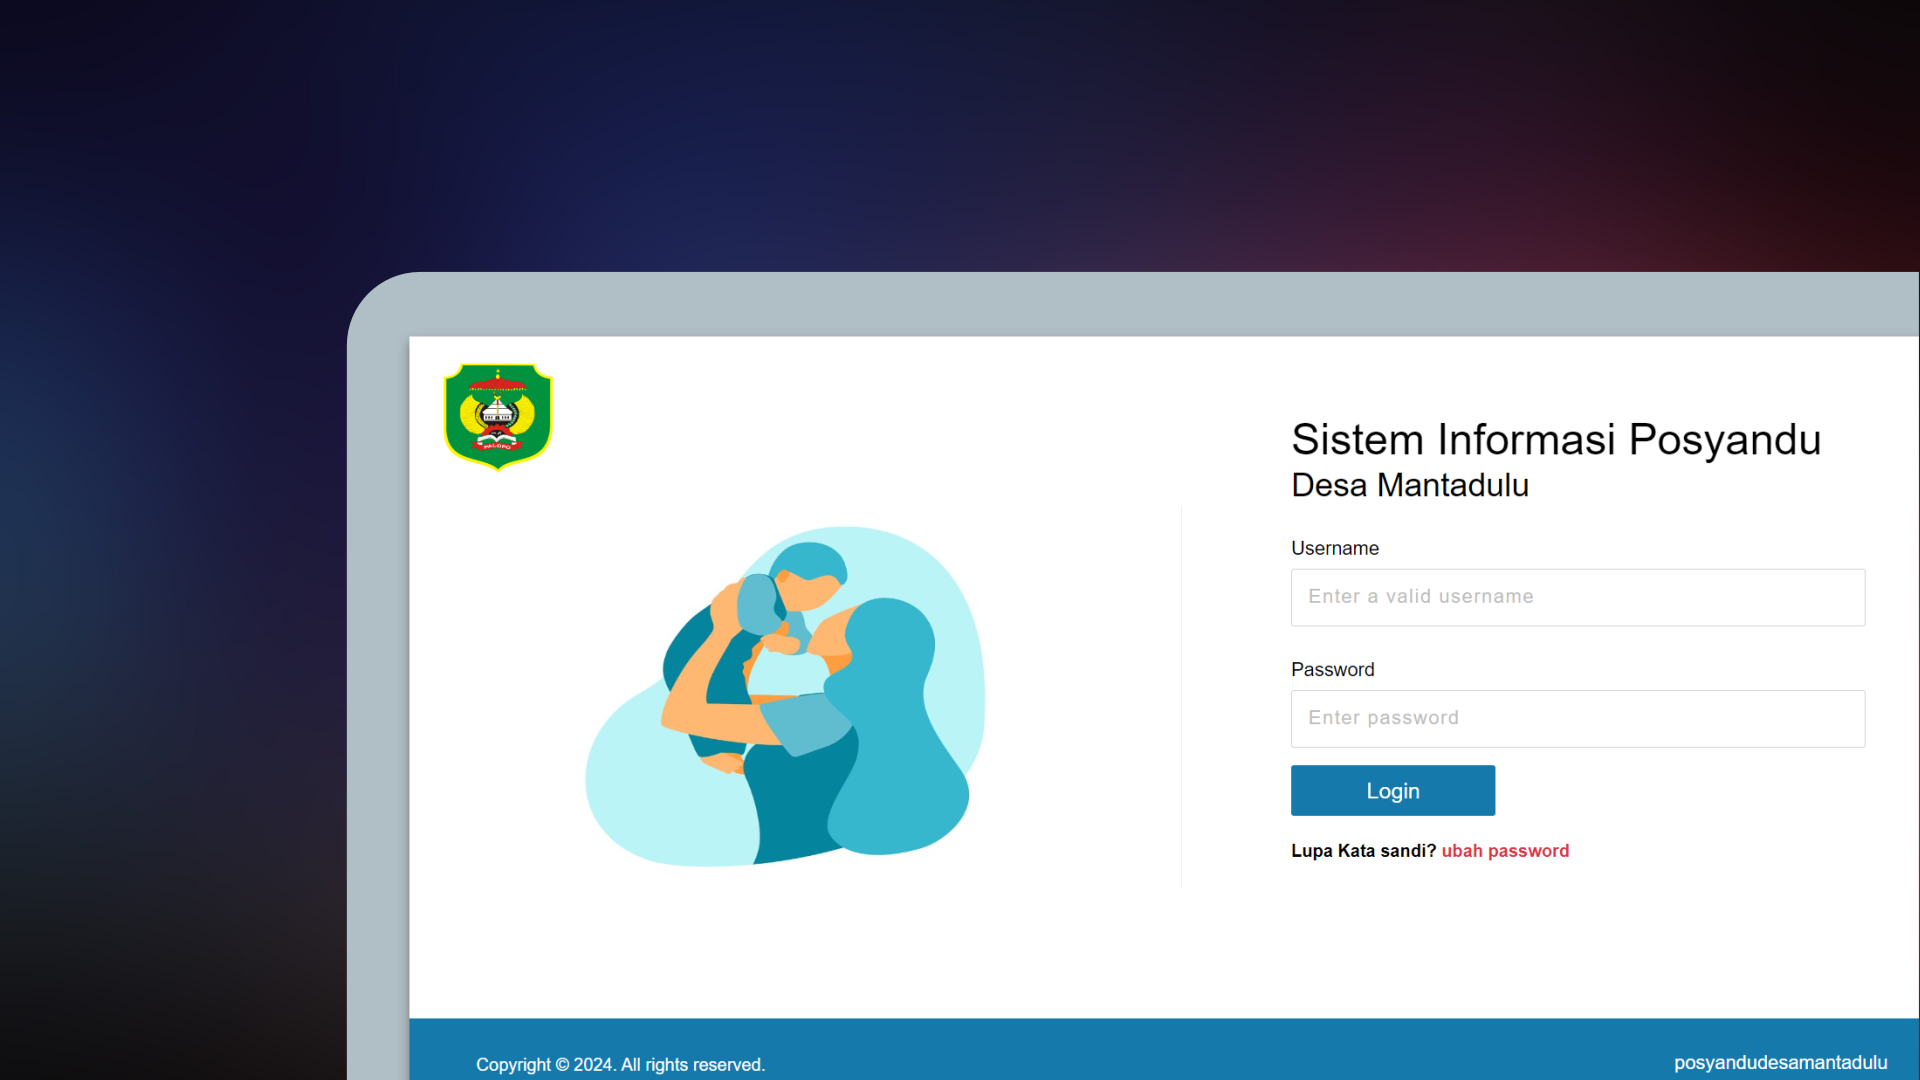 PALOPO
Sistem Informasi Posyandu
Desa Mantadulu
Username
Enter a valid username
Password
Enter password
Login
Lupa Kata sandi? ubah password
Copyright © 2024. All rights reserved.
posyandudesamantadulu